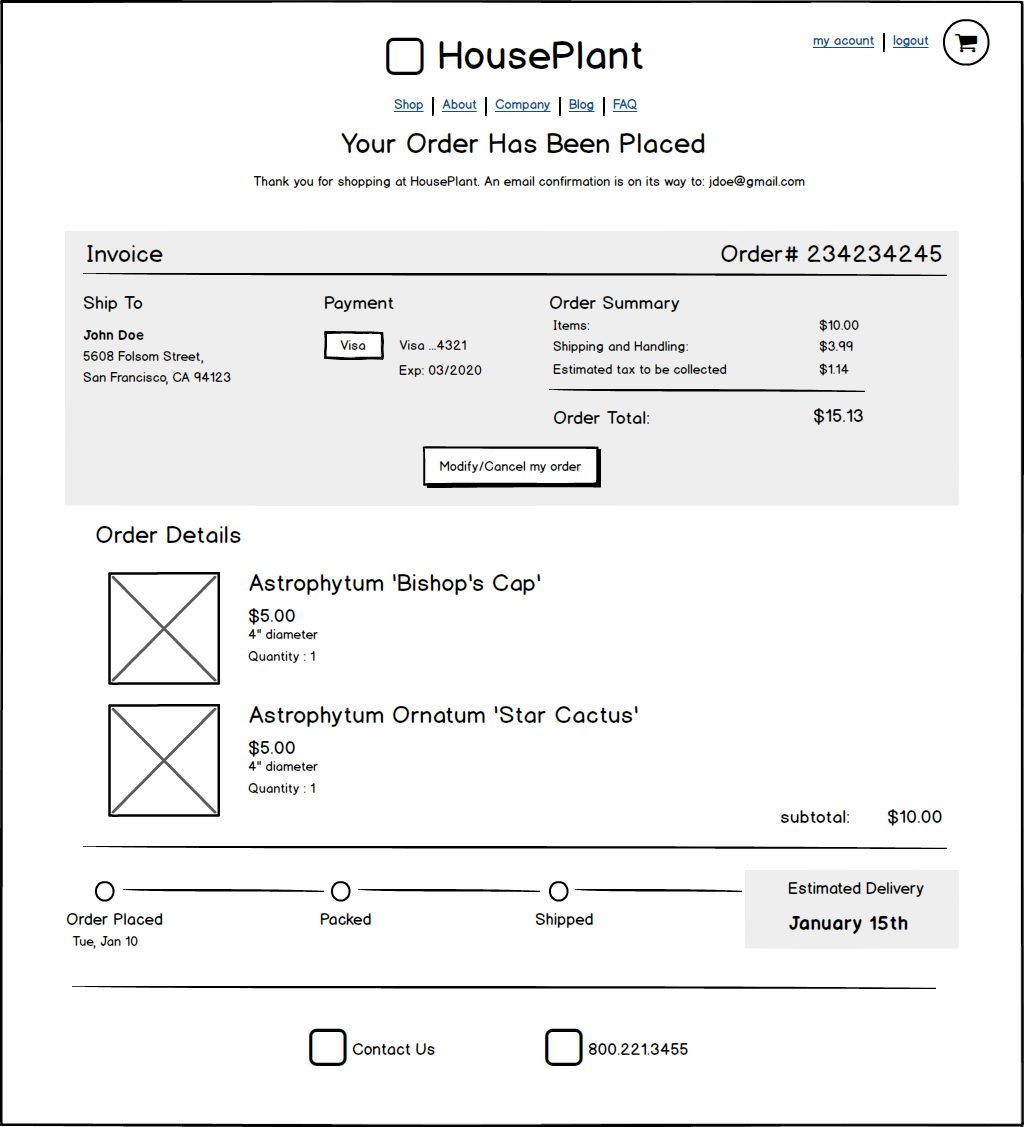 my acount | logout
HousePlant
Shop | About | Company | Blog | FAQ
Your Order Has Been Placed
Thank you for shopping at HousePlant. An email confirmation is on its way to: jdoe@gmail.com
Invoice
Order# 234234245
Ship To
John Doe
5608 Folsom Street,
San Francisco, CA 94123
Payment
Visa
Visa ...4321
Exp: 03/2020
Order Summary
Items: $10.00
Shipping and Handling: $3.99
Estimated tax to be collected $1.14
Order Total: $15.13
Modify/Cancel my order
Order Details
Astrophytum 'Bishop's Cap'
$5.00
4" diameter
Quantity : 1
Astrophytum Ornatum 'Star Cactus'
$5.00
4" diameter
Quantity : 1
subtotal: $10.00
Order Placed
Tue, Jan 10
Packed
Shipped
Estimated Delivery
January 15th
Contact Us
800.221.3455